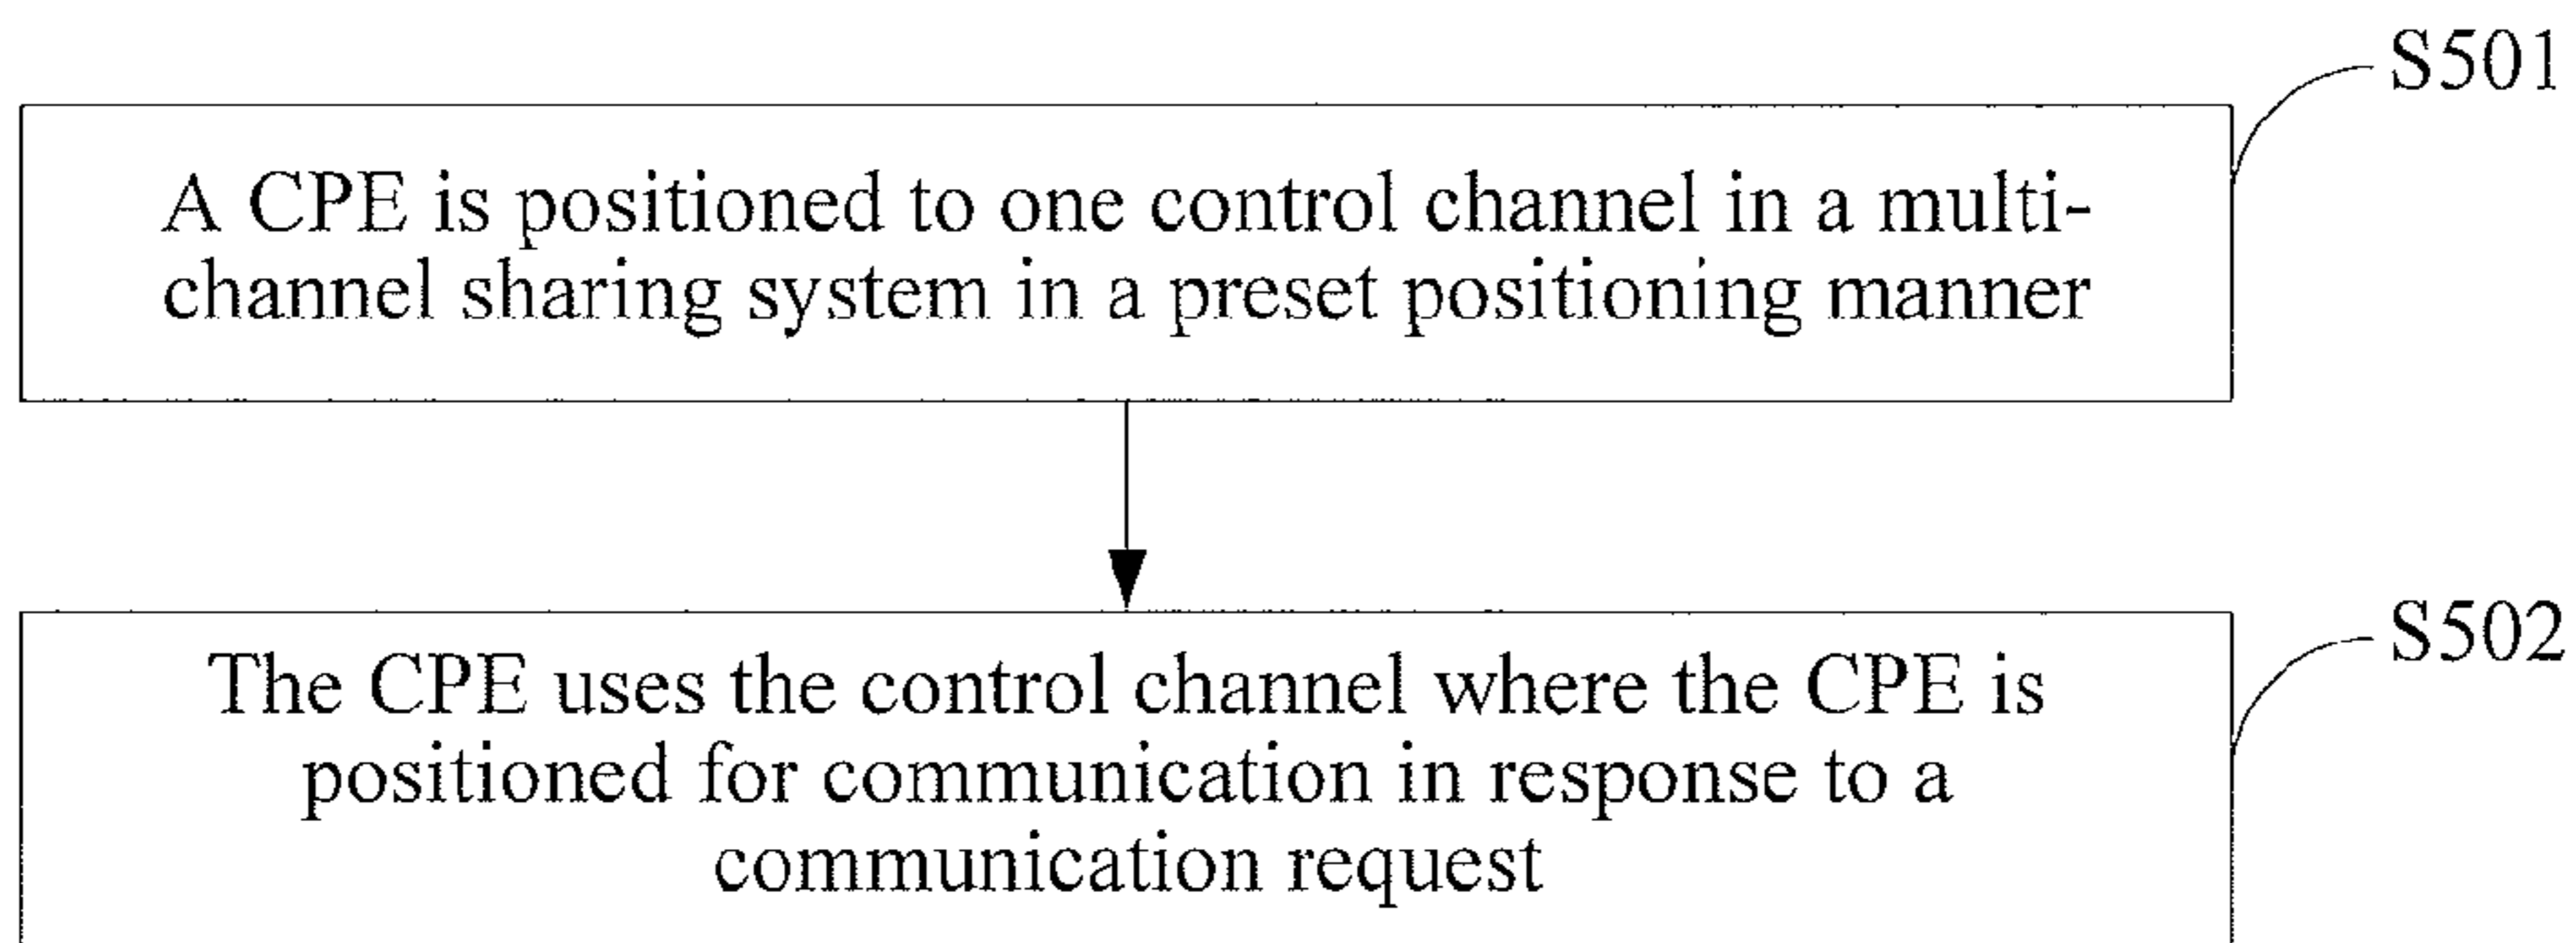 S501
A CPE is positioned to one control channel in a multi-
channel sharing system in a preset positioning manner
S502
The CPE uses the control channel where the CPE is
positioned for communication in response to a
communication request